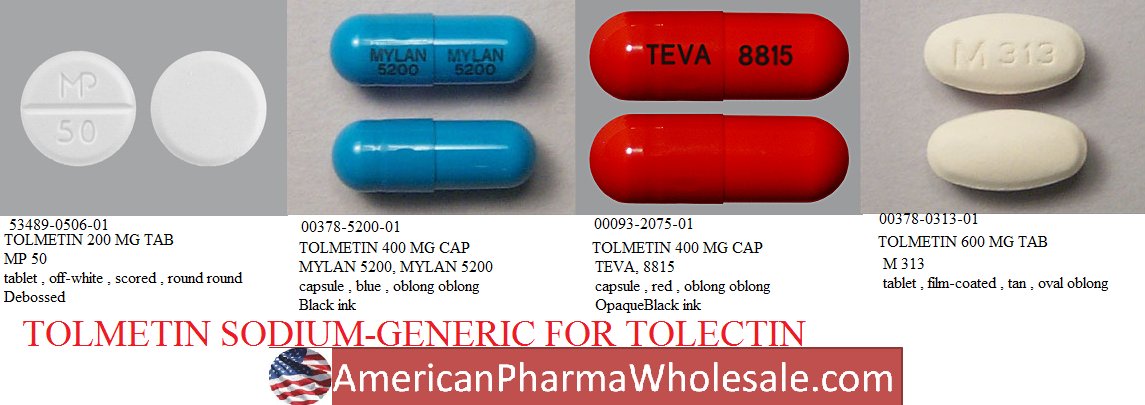 MP
50
MYLAN MYLAN
5200 5200
TEVA 8815
M 313
53489-0506-01
TOLMETIN 200 MG TAB
MP 50
tablet , off-white , scored , round round
Debossed
00378-5200-01
TOLMETIN 400 MG CAP
MYLAN 5200, MYLAN 5200
capsule , blue , oblong oblong
Black ink
00093-2075-01
TOLMETIN 400 MG CAP
TEVA, 8815
capsule , red , oblong oblong
OpaqueBlack ink
00378-0313-01
TOLMETIN 600 MG TAB
M 313
tablet , film-coated , tan , oval oblong
TOLMETIN SODIUM-GENERIC FOR TOLECTIN
AmericanPharmaWholesale.com